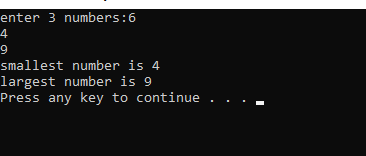 enter 3 numbers:6
4
9
smallest number is 4
largest number is 9
Press any key to continue . . .